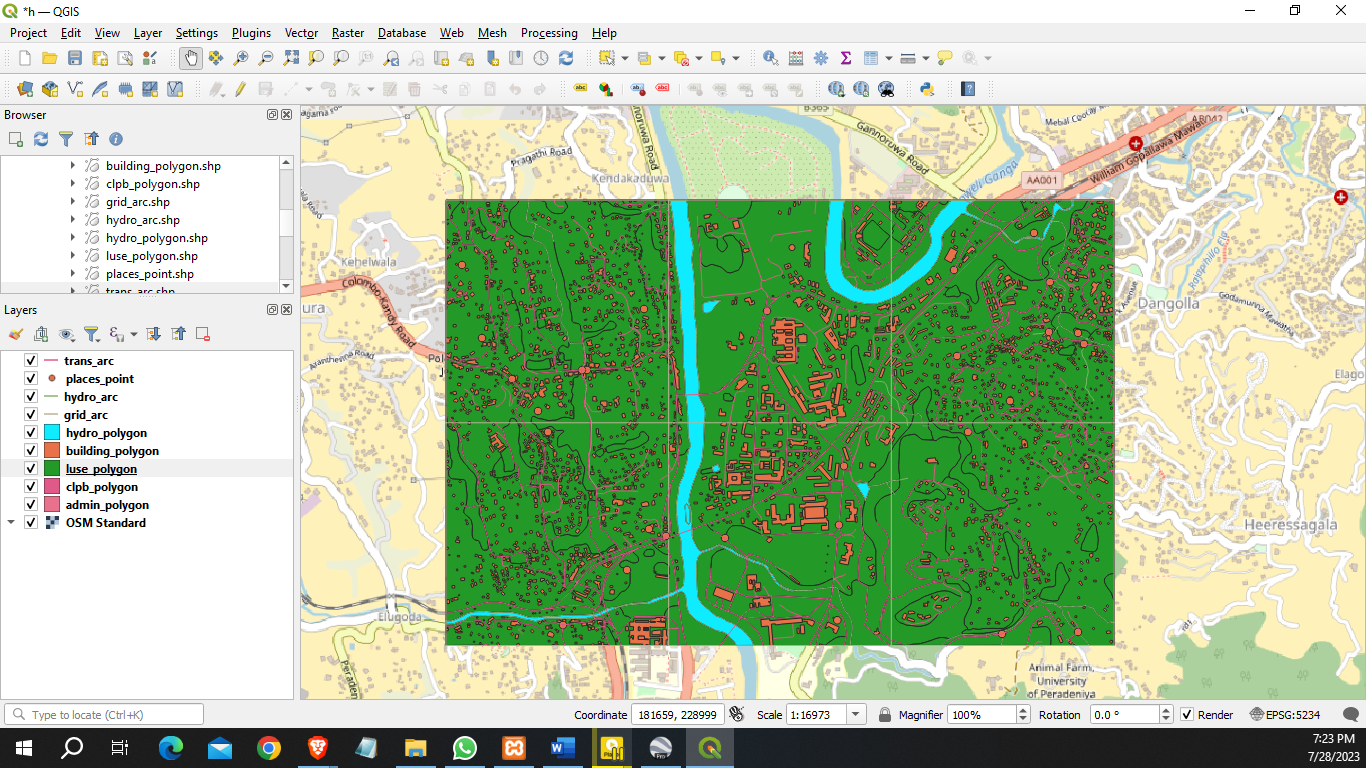 *h — QGIS
Project Edit View Layer Settings Plugins Vector Raster Database Web Mesh Processing Help
Browser
building_polygon.shp
clpb_polygon.shp
grid_arc.shp
hydro_arc.shp
hydro_polygon.shp
luse_polygon.shp
places_point.shp
trans_arc.shp
Layers
trans_arc
places_point
hydro_arc
grid_arc
hydro_polygon
building_polygon
luse_polygon
clpb_polygon
admin_polygon
OSM Standard
Pragathi Road
Kendakaduwa
Gannoruwa Road
B365
Gannoruwa Road
AA001
William Gopallawa Mawatha
Kehelwala
Colombo Kandy Road
Dangolla
Heeressagala
Elugoda
Animal Farm,
University
of Peradeniya
Type to locate (Ctrl+K)
Coordinate 181659, 228999 Scale 1:16973 Magnifier 100% Rotation 0.0 ° Render EPSG:5234
7:23 PM
7/28/2023